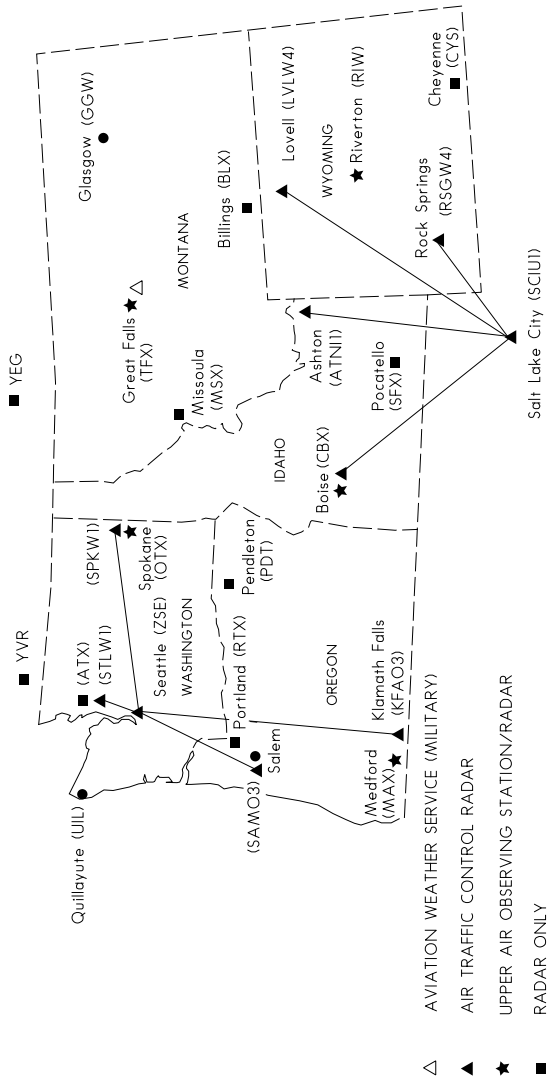 YVR
YEG
(ATX)
(STLW1)
(SPKW1)
Quillayute (UIL)
Seattle (ZSE)
Spokane
(OTX)
WASHINGTON
Great Falls
(TFX)
Glasgow (GGW)
Missoula
(MSX)
MONTANA
Billings (BLX)
Portland (RTX)
Pendleton
(PDT)
(SAMO3)
Salem
IDAHO
Ashton
(ATNI1)
Lovell (LVLW4)
WYOMING
Riverton (RIW)
OREGON
Boise (CBX)
Medford
(MAX)
Klamath Falls
(KFAO3)
Pocatello
(SFX)
Rock Springs
(RSGW4)
Cheyenne
(CYS)
Salt Lake City (SCIU1)
AVIATION WEATHER SERVICE (MILITARY)
AIR TRAFFIC CONTROL RADAR
UPPER AIR OBSERVING STATION/RADAR
RADAR ONLY